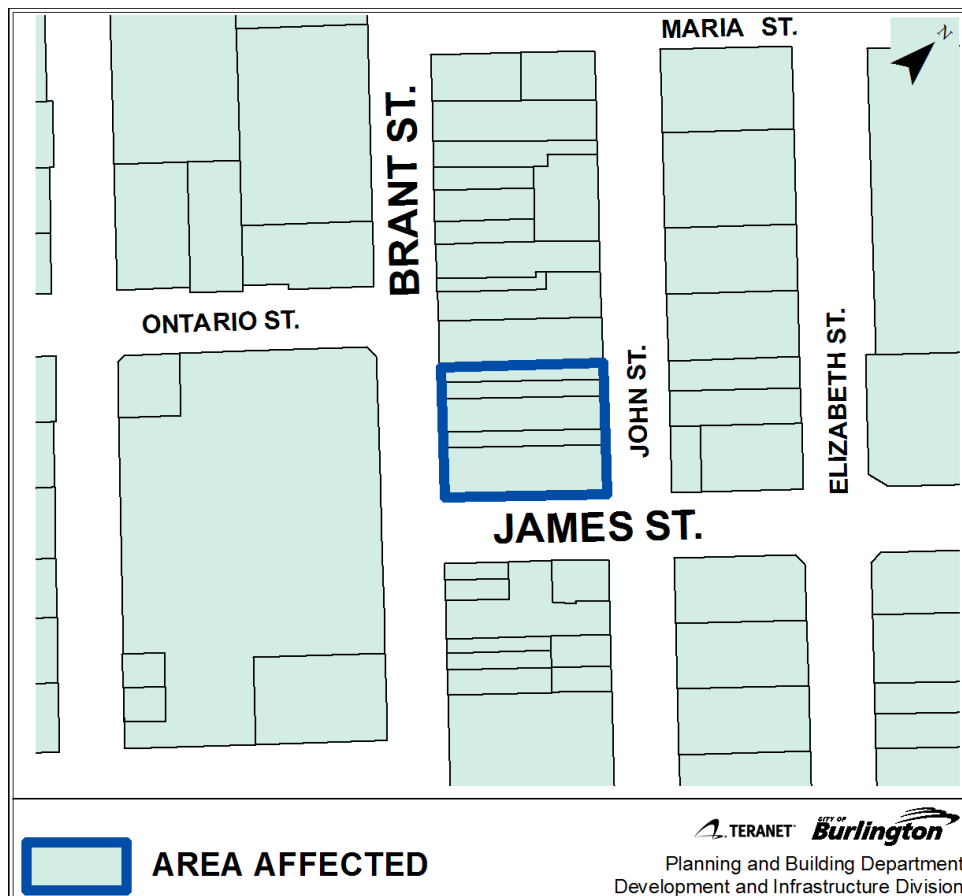 MARIA ST.
N
BRANT ST.
ONTARIO ST.
JOHN ST.
ELIZABETH ST.
JAMES ST.
AREA AFFECTED
TERANET
CITY OF
Burlington
Planning and Building Department
Development and Infrastructure Division